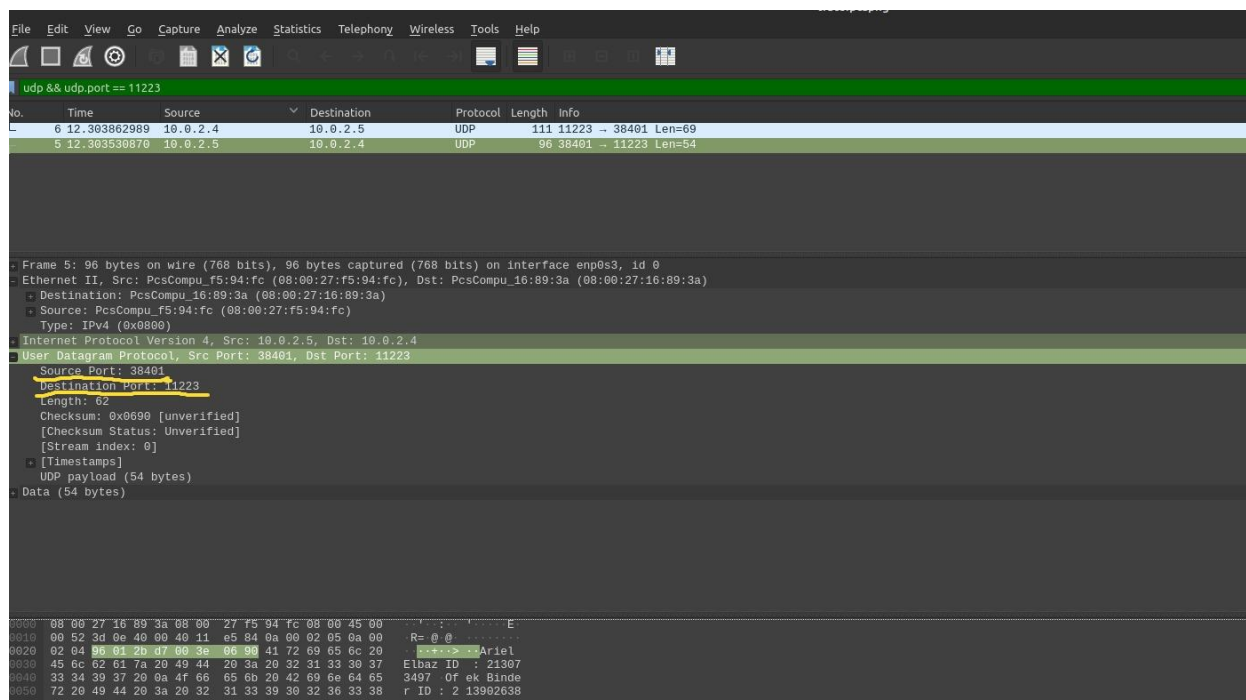 File Edit View Go Capture Analyze Statistics Telephony Wireless Tools Help
udp && udp.port == 11223
No. Time Source Destination Protocol Length Info
6 12.303862989 10.0.2.4 10.0.2.5 UDP 111 11223 → 38401 Len=69
5 12.303530870 10.0.2.5 10.0.2.4 UDP 96 38401 → 11223 Len=54
Frame 5: 96 bytes on wire (768 bits), 96 bytes captured (768 bits) on interface enp0s3, id 0
Ethernet II, Src: PcsCompu_f5:94:fc (08:00:27:f5:94:fc), Dst: PcsCompu_16:89:3a (08:00:27:16:89:3a)
Destination: PcsCompu_16:89:3a (08:00:27:16:89:3a)
Source: PcsCompu_f5:94:fc (08:00:27:f5:94:fc)
Type: IPv4 (0x0800)
Internet Protocol Version 4, Src: 10.0.2.5, Dst: 10.0.2.4
User Datagram Protocol, Src Port: 38401, Dst Port: 11223
Source Port: 38401
Destination Port: 11223
Length: 62
Checksum: 0x0690 [unverified]
[Checksum Status: Unverified]
[Stream index: 0]
[Timestamps]
UDP payload (54 bytes)
Data (54 bytes)
0000 08 00 27 16 89 3a 08 00 27 f5 94 fc 08 00 45 00 ··'··:·· '·····E·
0010 00 52 3d 0e 40 00 40 11 e5 84 0a 00 02 05 0a 00 ·R=·@·@· ········
0020 02 04 96 01 2b d7 00 3e 06 90 41 72 69 65 6c 20 ····+··> ··Ariel
0030 45 6c 62 61 7a 20 49 44 20 3a 20 32 31 33 30 37 Elbaz ID : 21307
0040 33 34 39 37 20 0a 4f 66 65 6b 20 42 69 6e 64 65 3497 ·Of ek Binde
0050 72 20 49 44 20 3a 20 32 31 33 39 30 32 36 33 38 r ID : 2 13902638